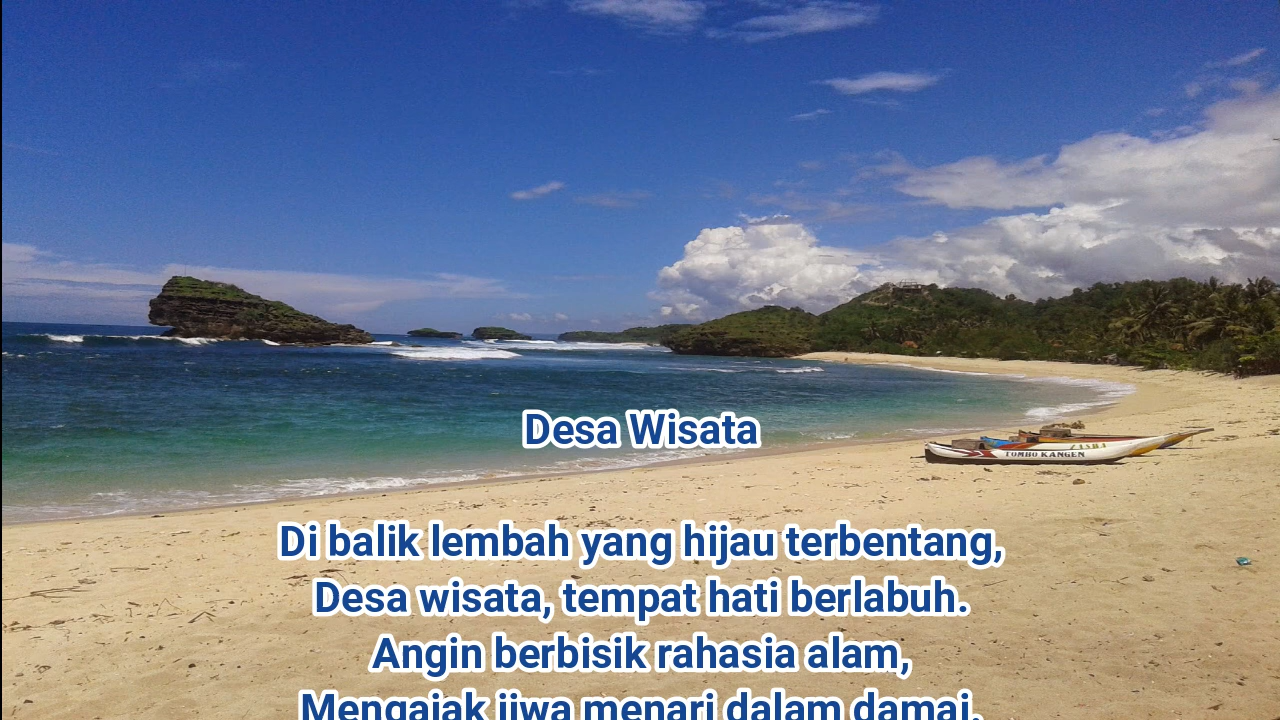 Desa Wisata
ZASBA
TOMBO KANGEN
Di balik lembah yang hijau terbentang,
Desa wisata, tempat hati berlabuh.
Angin berbisik rahasia alam,
Mengajak jiwa menari dalam damai.